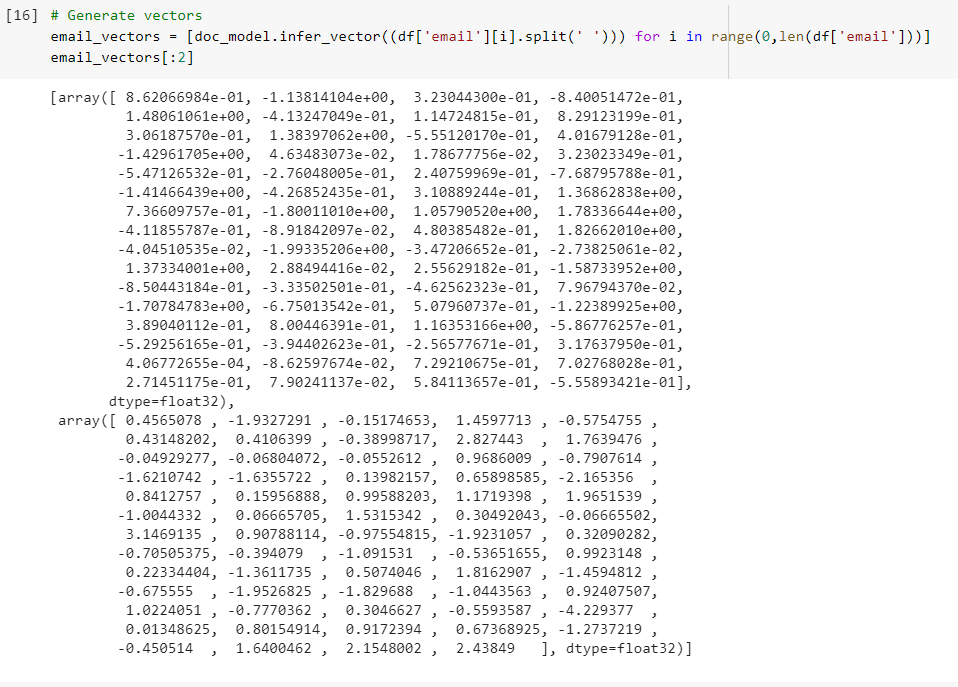 [16] # Generate vectors
email_vectors = [doc_model.infer_vector((df['email'][i].split(' '))) for i in range(0,len(df['email']))]
email_vectors[:2]
[array([ 8.62066984e-01, -1.13814104e+00,  3.23044300e-01, -8.40051472e-01,
1.48061061e+00, -4.13247049e-01,  1.14724815e-01,  8.29123199e-01,
3.06187570e-01,  1.38397062e+00, -5.55120170e-01,  4.01679128e-01,
-1.42961705e+00,  4.63483073e-02,  1.78677756e-02,  3.23023349e-01,
-5.47126532e-01, -2.76048005e-01,  2.40759969e-01, -7.68795788e-01,
-1.41466439e+00, -4.26852435e-01,  3.10889244e-01,  1.36862838e+00,
7.36609757e-01, -1.80011010e+00,  1.05790520e+00,  1.78336644e+00,
-4.11855787e-01, -8.91842097e-02,  4.80385482e-01,  1.82662010e+00,
-4.04510535e-02, -1.99335206e+00, -3.47206652e-01, -2.73825061e-02,
1.37334001e+00,  2.88494416e-02,  2.55629182e-01, -1.58733952e+00,
-8.50443184e-01, -3.33502501e-01, -4.62562323e-01,  7.96794370e-02,
-1.70784783e+00, -6.75013542e-01,  5.07960737e-01, -1.22389925e+00,
3.89040112e-01,  8.00446391e-01,  1.16353166e+00, -5.86776257e-01,
-5.29256165e-01, -3.94402623e-01, -2.56577671e-01,  3.17637950e-01,
4.06772655e-04, -8.62597674e-02,  7.29210675e-01,  7.02768028e-01,
2.71451175e-01,  7.90241137e-02,  5.84113657e-01, -5.55893421e-01],
dtype=float32),
array([ 0.4565078 , -1.9327291 , -0.15174653,  1.4597713 , -0.5754755 ,
0.43148202,  0.4106399 , -0.38998717,  2.827443  ,  1.7639476 ,
-0.04929277, -0.06804072, -0.0552612 ,  0.9686009 , -0.7907614 ,
-1.6210742 , -1.6355722 ,  0.13982157,  0.65898585, -2.165356  ,
0.8412757 ,  0.15956888,  0.99588203,  1.1719398 ,  1.9651539 ,
-1.0044332 ,  0.06665705,  1.5315342 ,  0.30492043, -0.06665502,
3.1469135 ,  0.90788114, -0.97554815, -1.9231057 ,  0.32090282,
-0.70505375, -0.394079  , -1.091531  , -0.53651655,  0.9923148 ,
0.22334404, -1.3611735 ,  0.5074046 ,  1.8162907 , -1.4594812 ,
-0.675555  , -1.9526825 , -1.829688  , -1.0443563 ,  0.92407507,
1.0224051 , -0.7770362 ,  0.3046627 , -0.5593587 , -4.229377  ,
0.01348625,  0.80154914,  0.9172394 ,  0.67368925, -1.2737219 ,
-0.450514  ,  1.6400462 ,  2.1548002 ,  2.43849   ], dtype=float32)]